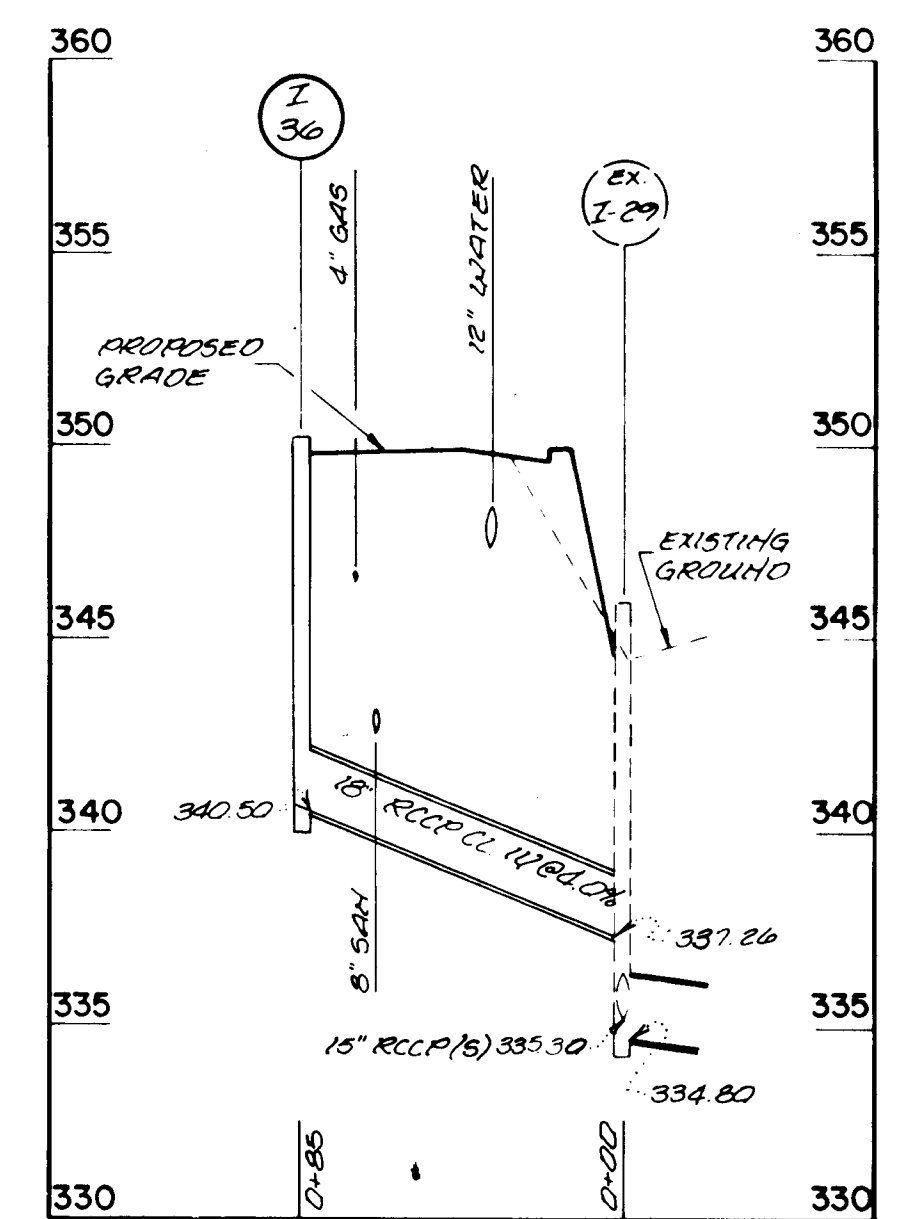 360
360
I
36
EX.
I-29
4" GAS
12" WATER
355
355
PROPOSED
GRADE
350
350
EXISTING
GROUND
345
345
340
340
340.50
18" RCCP CL. IV @4.0%
8" SAN
337.26
335
335
15" RCCP(S) 335.30
334.80
0+85
0+00
330
330